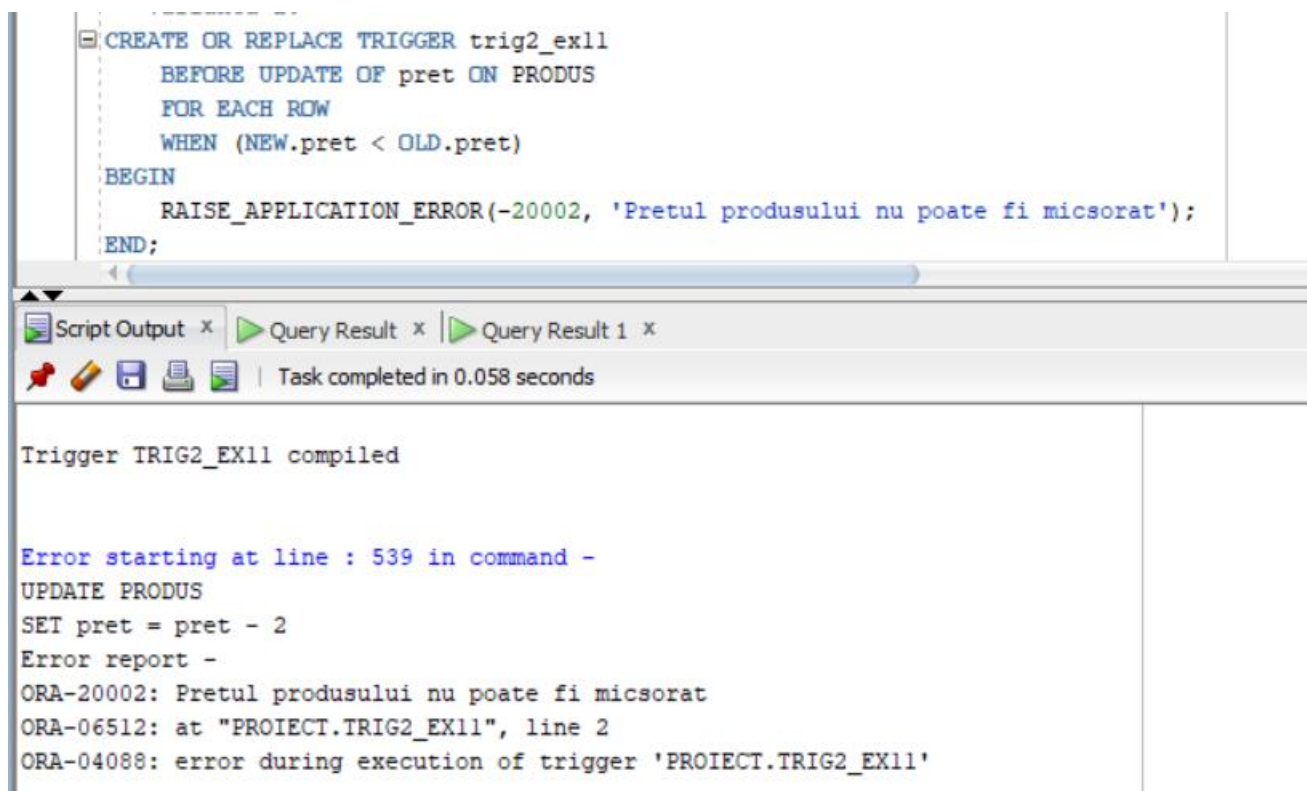 CREATE OR REPLACE TRIGGER trig2_ex11
BEFORE UPDATE OF pret ON PRODUS
FOR EACH ROW
WHEN (NEW.pret < OLD.pret)
BEGIN
RAISE_APPLICATION_ERROR(-20002, 'Pretul produsului nu poate fi micsorat');
END;
Script Output x Query Result x Query Result 1 x
Task completed in 0.058 seconds
Trigger TRIG2_EX11 compiled
Error starting at line : 539 in command -
UPDATE PRODUS
SET pret = pret - 2
Error report -
ORA-20002: Pretul produsului nu poate fi micsorat
ORA-06512: at "PROIECT.TRIG2_EX11", line 2
ORA-04088: error during execution of trigger 'PROIECT.TRIG2_EX11'